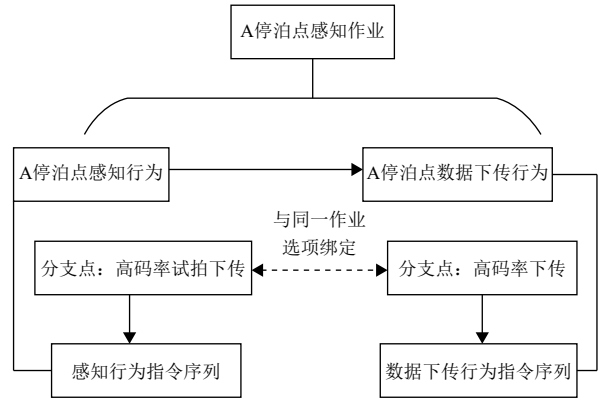 A停泊点感知作业
A停泊点感知行为
A停泊点数据下传行为
与同一作业
选项绑定
分支点：高码率试拍下传
分支点：高码率下传
感知行为指令序列
数据下传行为指令序列